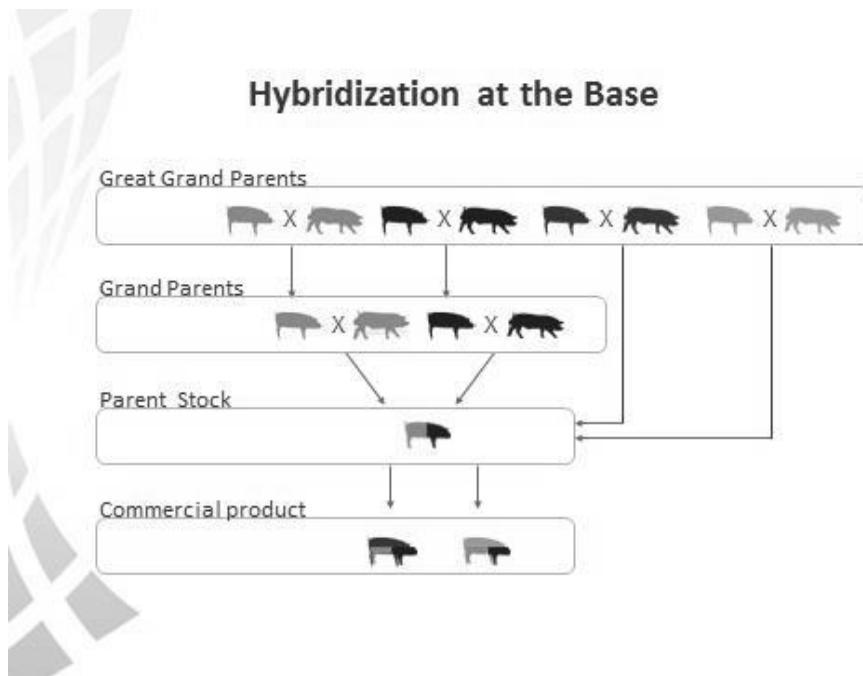 Hybridization at the Base
Great Grand Parents
X X X X
Grand Parents
X X
Parent Stock
Commercial product